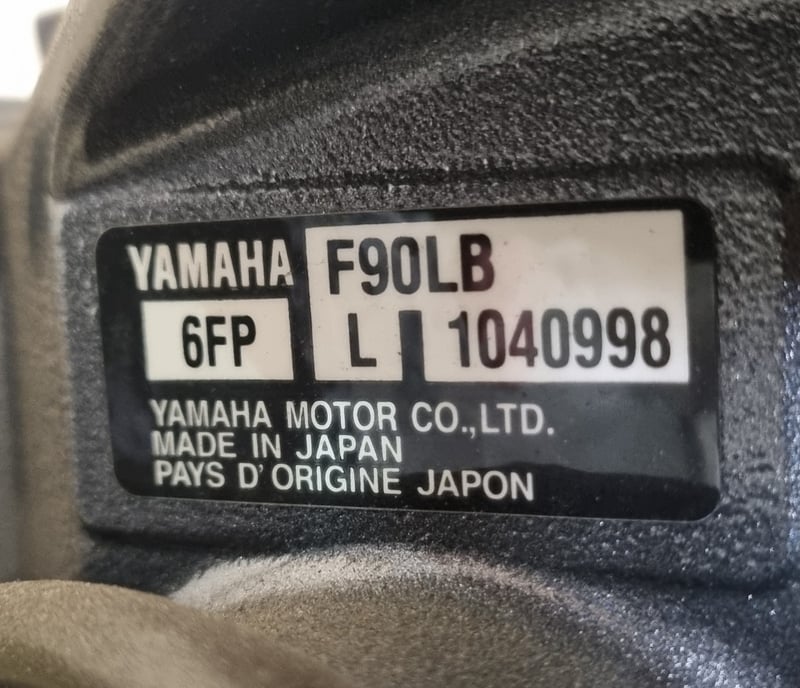 YAMAHA
F90LB
6FP
L 1040998
YAMAHA MOTOR CO.,LTD.
MADE IN JAPAN
PAYS D'ORIGINE JAPON